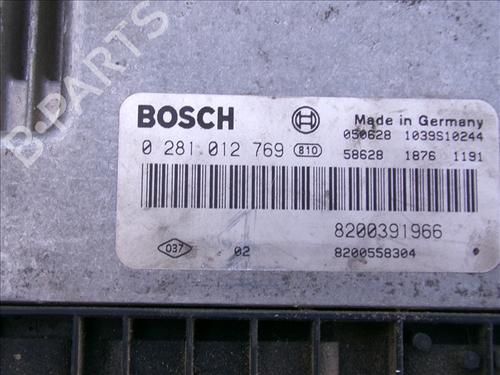 B-PARTS
BOSCH
Made in Germany
050628 1039S10244
0 281 012 769 810
58628 1876 1191
8200391966
037 02 8200558304